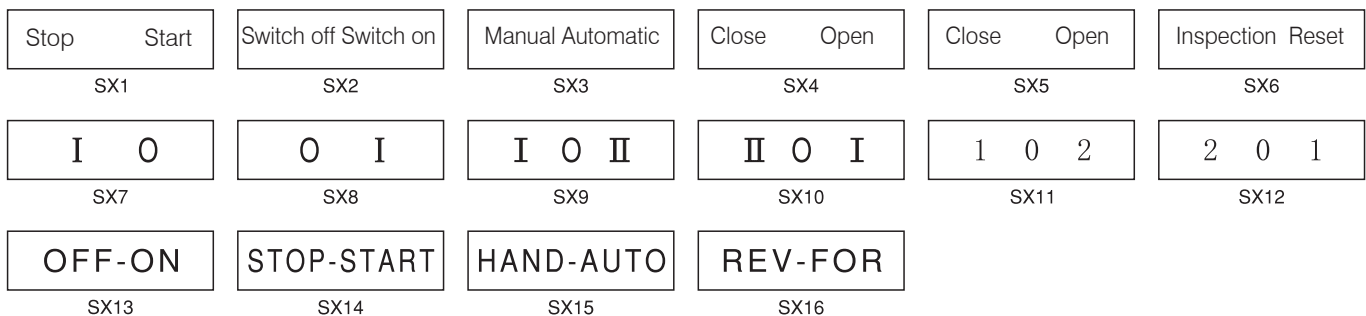 Stop Start
Switch off Switch on
Manual Automatic
Close Open
Close Open
Inspection Reset
SX1 SX2 SX3 SX4 SX5 SX6
I O
O I
I O II
II O I
1 0 2
2 0 1
SX7 SX8 SX9 SX10 SX11 SX12
OFF-ON
STOP-START
HAND-AUTO
REV-FOR
SX13 SX14 SX15 SX16